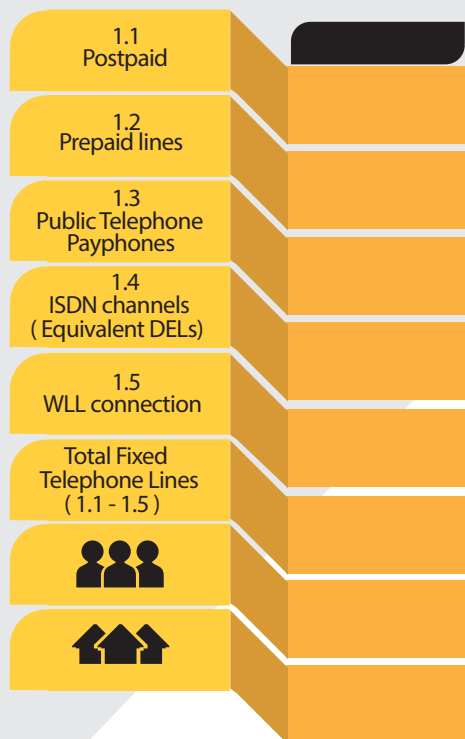 1.1
Postpaid
1.2
Prepaid lines
1.3
Public Telephone
Payphones
1.4
ISDN channels
( Equivalent DELs)
1.5
WLL connection
Total Fixed
Telephone Lines
( 1.1 - 1.5 )